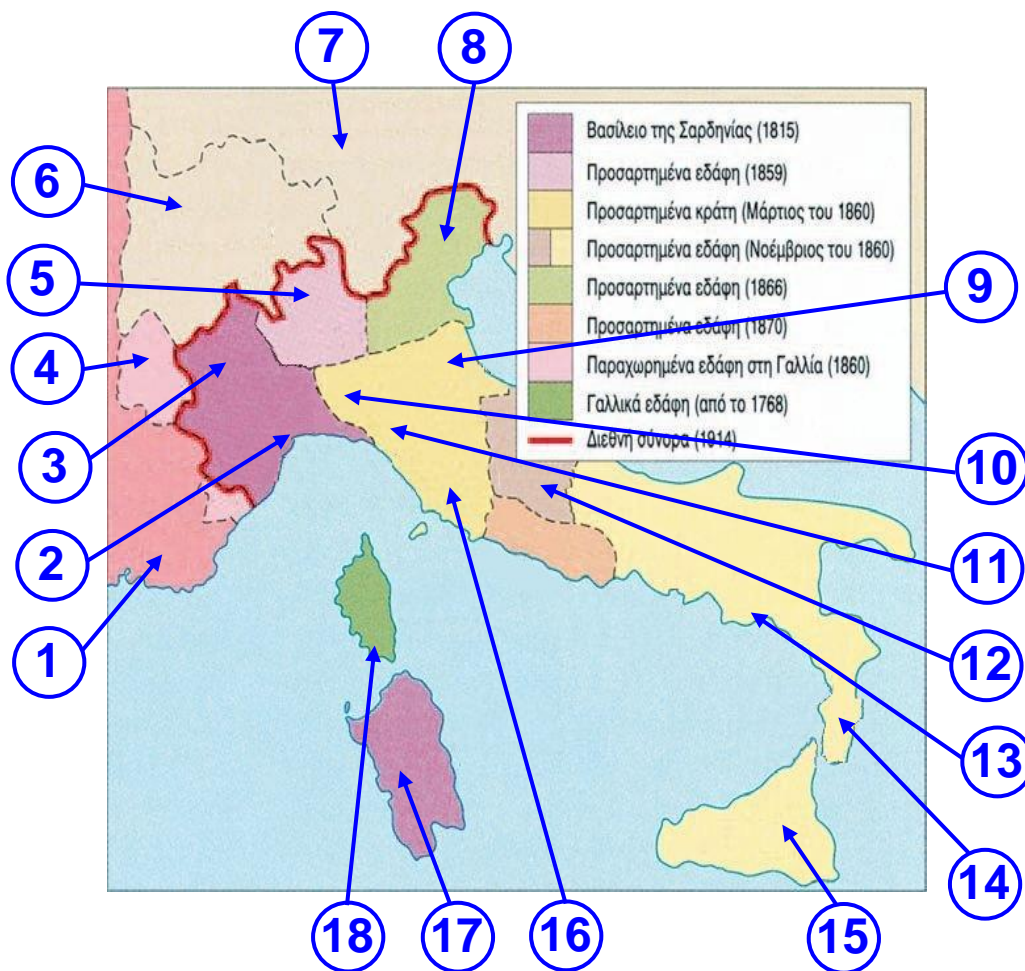 7
8
6
5
4
3
2
1
Βασίλειο της Σαρδηνίας (1815)
Προσαρτημένα εδάφη (1859)
Προσαρτημένα κράτη (Μάρτιος του 1860)
Προσαρτημένα εδάφη (Νοέμβριος του 1860)
Προσαρτημένα εδάφη (1866)
Προσαρτημένα εδάφη (1870)
Παραχωρημένα εδάφη στη Γαλλία (1860)
Γαλλικά εδάφη (από το 1768)
Διεθνή σύνορα (1914)
9
10
11
12
13
14
18
17
16
15